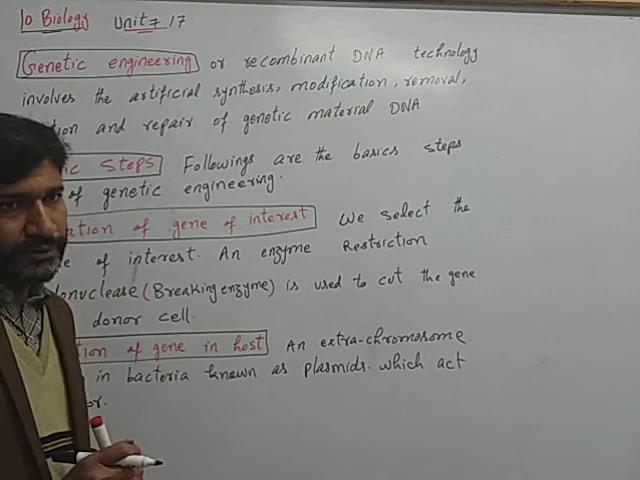 10 Biology Unit # 17
Genetic engineering or recombinant DNA technology
involves the artificial synthesis, modification, removal,
and repair of genetic material DNA
Steps Followings are the basics steps
of genetic engineering.
of gene of interest We select the
of interest. An enzyme Restriction
(Breaking enzyme) is used to cut the gene
donor cell.
of gene in host An extra-chromosome
in bacteria known as plasmids. which act